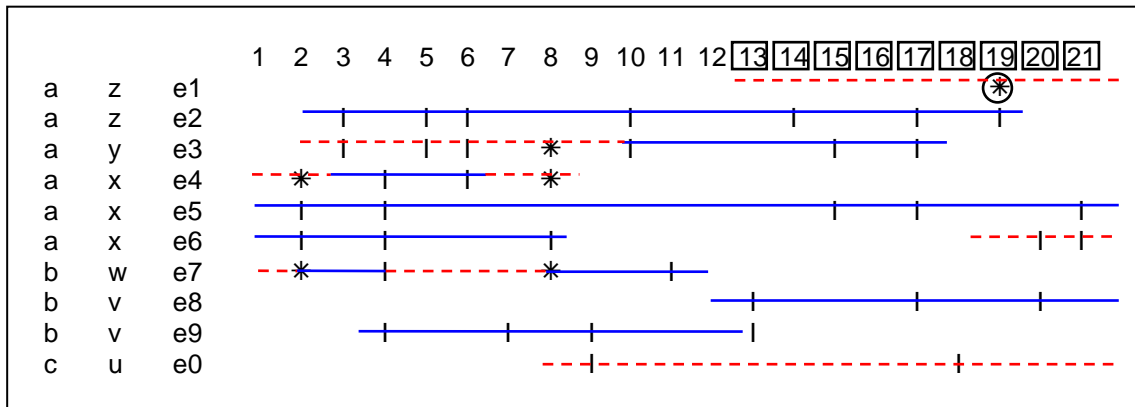 1 2 3 4 5 6 7 8 9 10 11 12 13 14 15 16 17 18 19 20 21
a z e1
a z e2
a y e3
a x e4
a x e5
a x e6
b w e7
b v e8
b v e9
c u e0